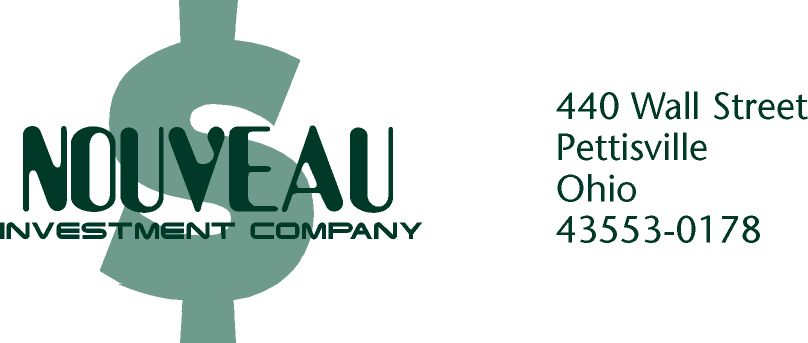 NOUVEAU
INVESTMENT COMPANY
440 Wall Street
Pettisville
Ohio
43553-0178